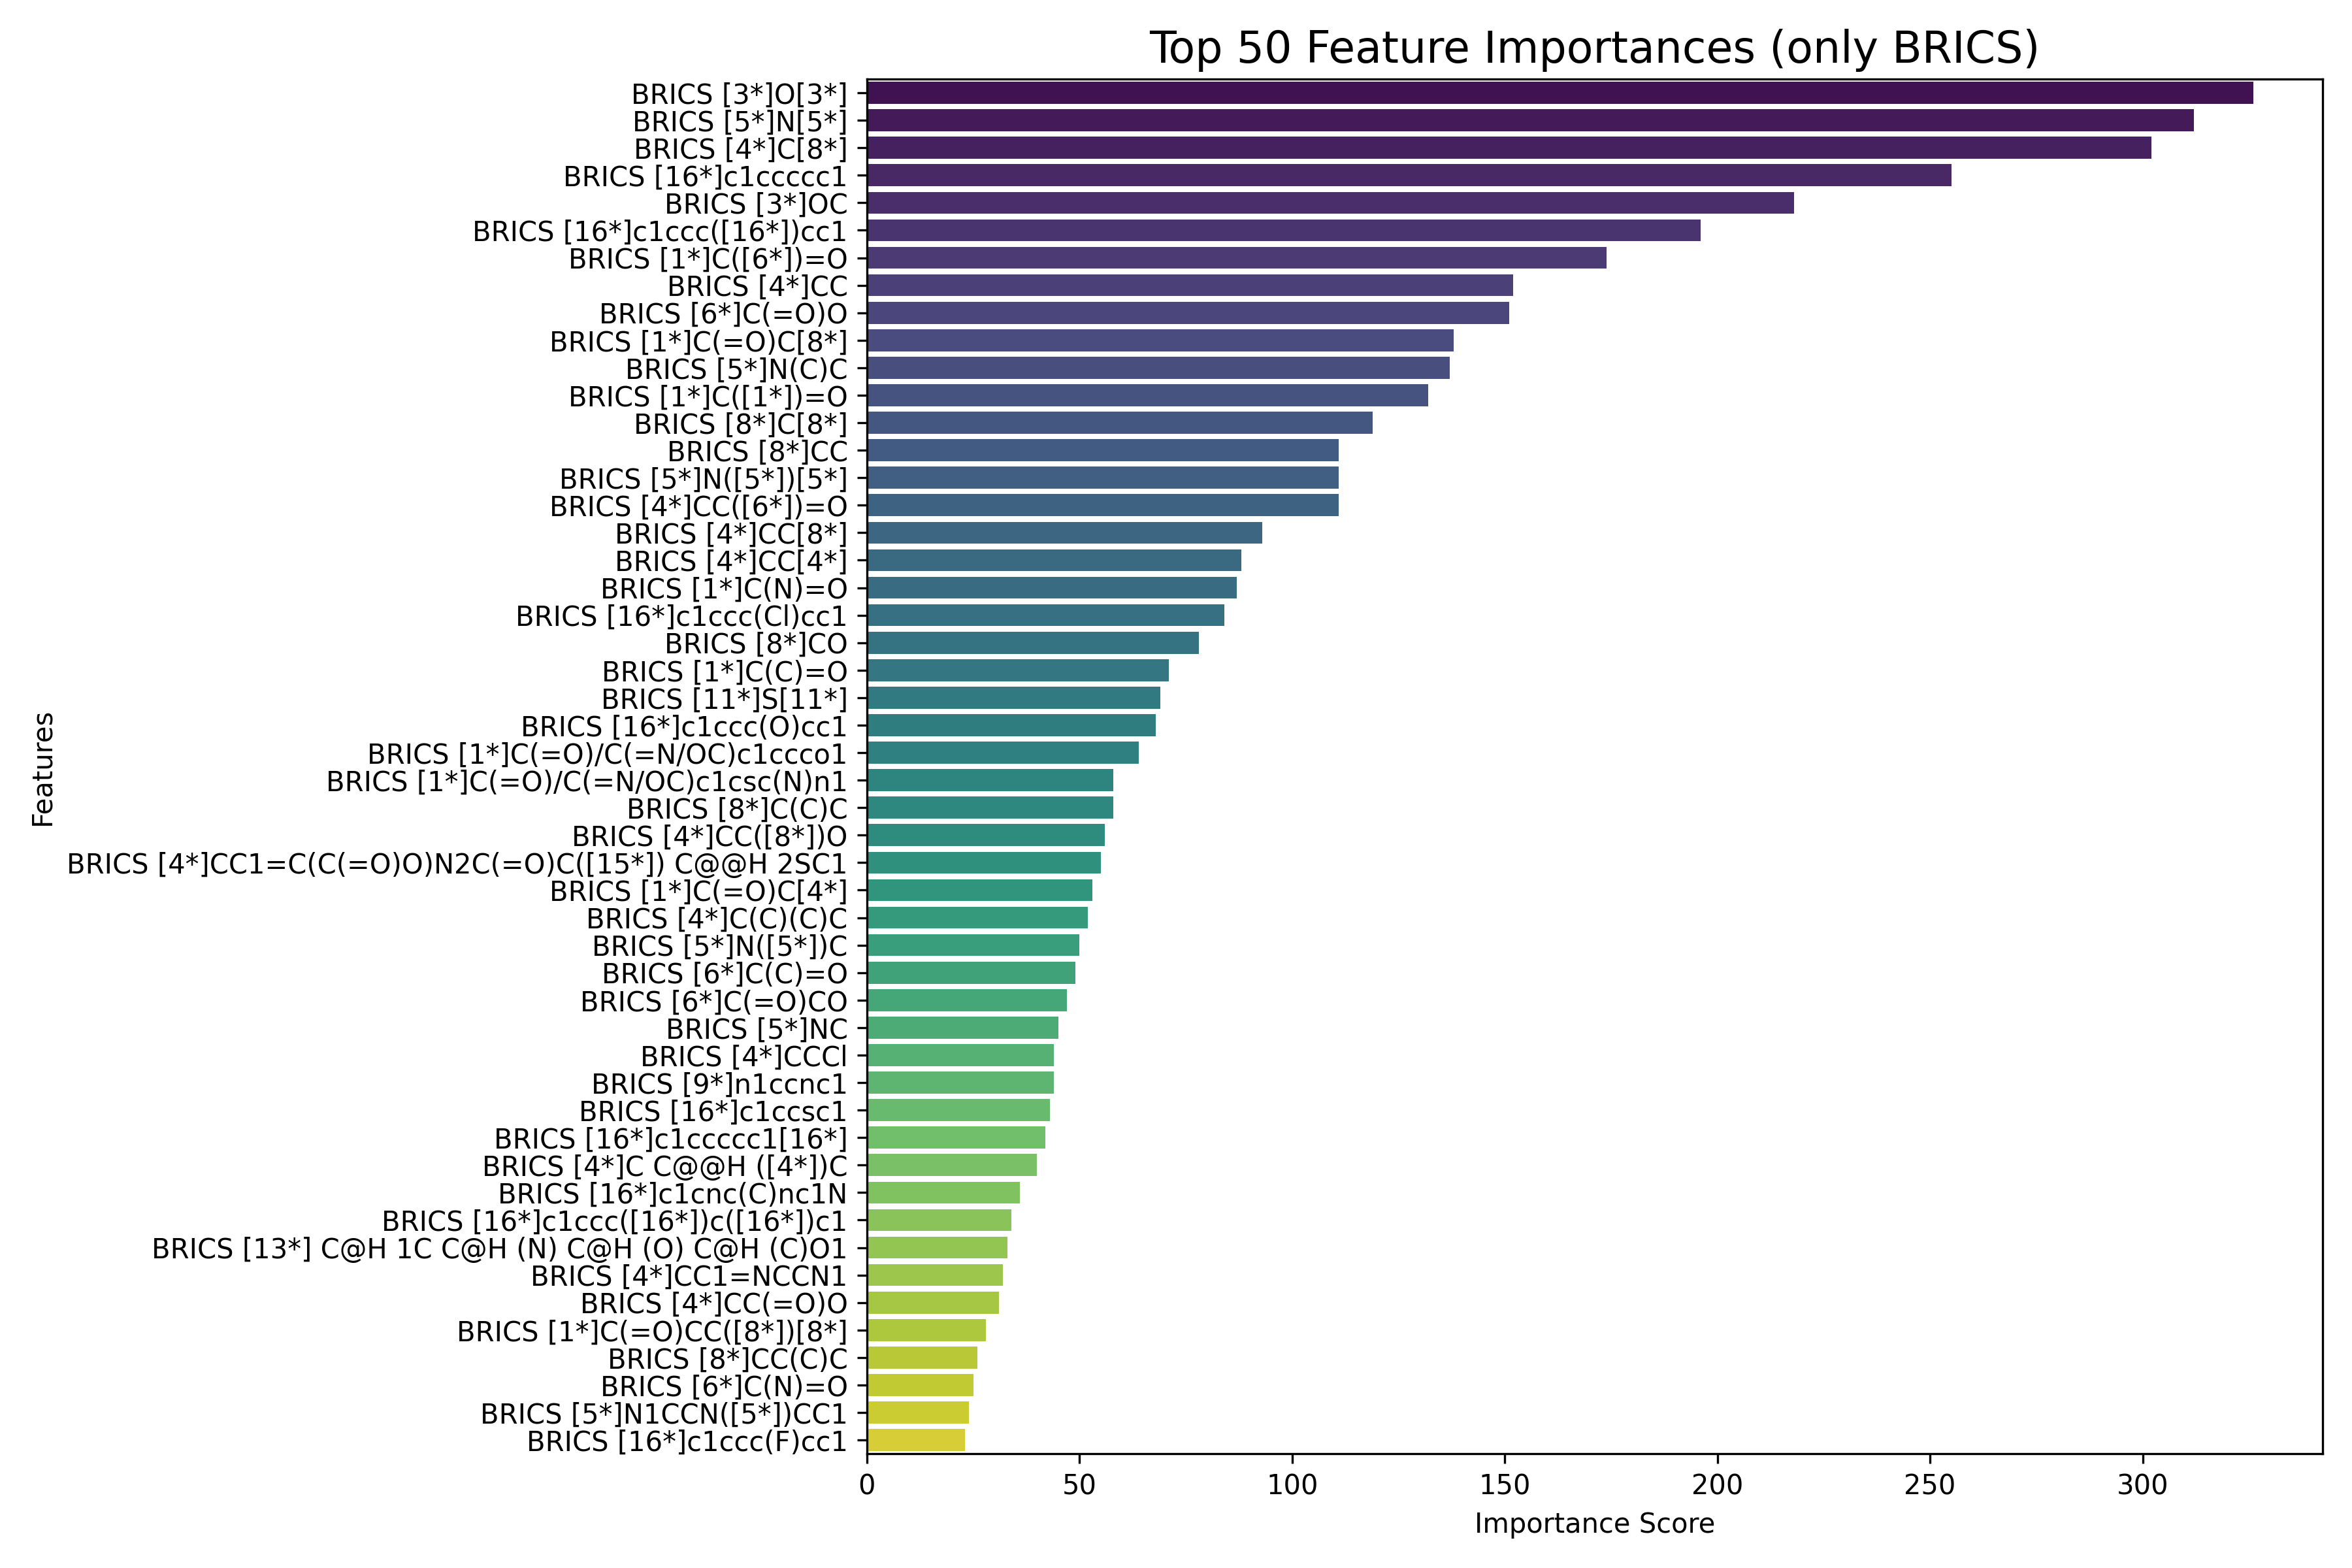 Top 50 Feature Importances (only BRICS)
BRICS [3*]O[3*]
BRICS [5*]N[5*]
BRICS [4*]C[8*]
BRICS [16*]c1ccccc1
BRICS [3*]OC
BRICS [16*]c1ccc([16*])cc1
BRICS [1*]C([6*])=O
BRICS [4*]CC
BRICS [6*]C(=O)O
BRICS [1*]C(=O)C[8*]
BRICS [5*]N(C)C
BRICS [1*]C([1*])=O
BRICS [8*]C[8*]
BRICS [8*]CC
BRICS [5*]N([5*])[5*]
BRICS [4*]CC([6*])=O
BRICS [4*]CC[8*]
BRICS [4*]CC[4*]
BRICS [1*]C(N)=O
BRICS [16*]c1ccc(Cl)cc1
BRICS [8*]CO
BRICS [1*]C(C)=O
BRICS [11*]S[11*]
BRICS [16*]c1ccc(O)cc1
BRICS [1*]C(=O)/C(=N/OC)c1ccco1
BRICS [1*]C(=O)/C(=N/OC)c1csc(N)n1
BRICS [8*]C(C)C
BRICS [4*]CC([8*])O
BRICS [4*]CC1=C(C(=O)O)N2C(=O)C([15*]) C@@H 2SC1
BRICS [1*]C(=O)C[4*]
BRICS [4*]C(C)(C)C
BRICS [5*]N([5*])C
BRICS [6*]C(C)=O
BRICS [6*]C(=O)CO
BRICS [5*]NC
BRICS [4*]CCCl
BRICS [9*]n1ccnc1
BRICS [16*]c1ccsc1
BRICS [16*]c1ccccc1[16*]
BRICS [4*]C C@@H ([4*])C
BRICS [16*]c1cnc(C)nc1N
BRICS [16*]c1ccc([16*])c([16*])c1
BRICS [13*] C@H 1C C@H (N) C@H (O) C@H (C)O1
BRICS [4*]CC1=NCCN1
BRICS [4*]CC(=O)O
BRICS [1*]C(=O)CC([8*])[8*]
BRICS [8*]CC(C)C
BRICS [6*]C(N)=O
BRICS [5*]N1CCN([5*])CC1
BRICS [16*]c1ccc(F)cc1
Features
0 50 100 150 200 250 300
Importance Score